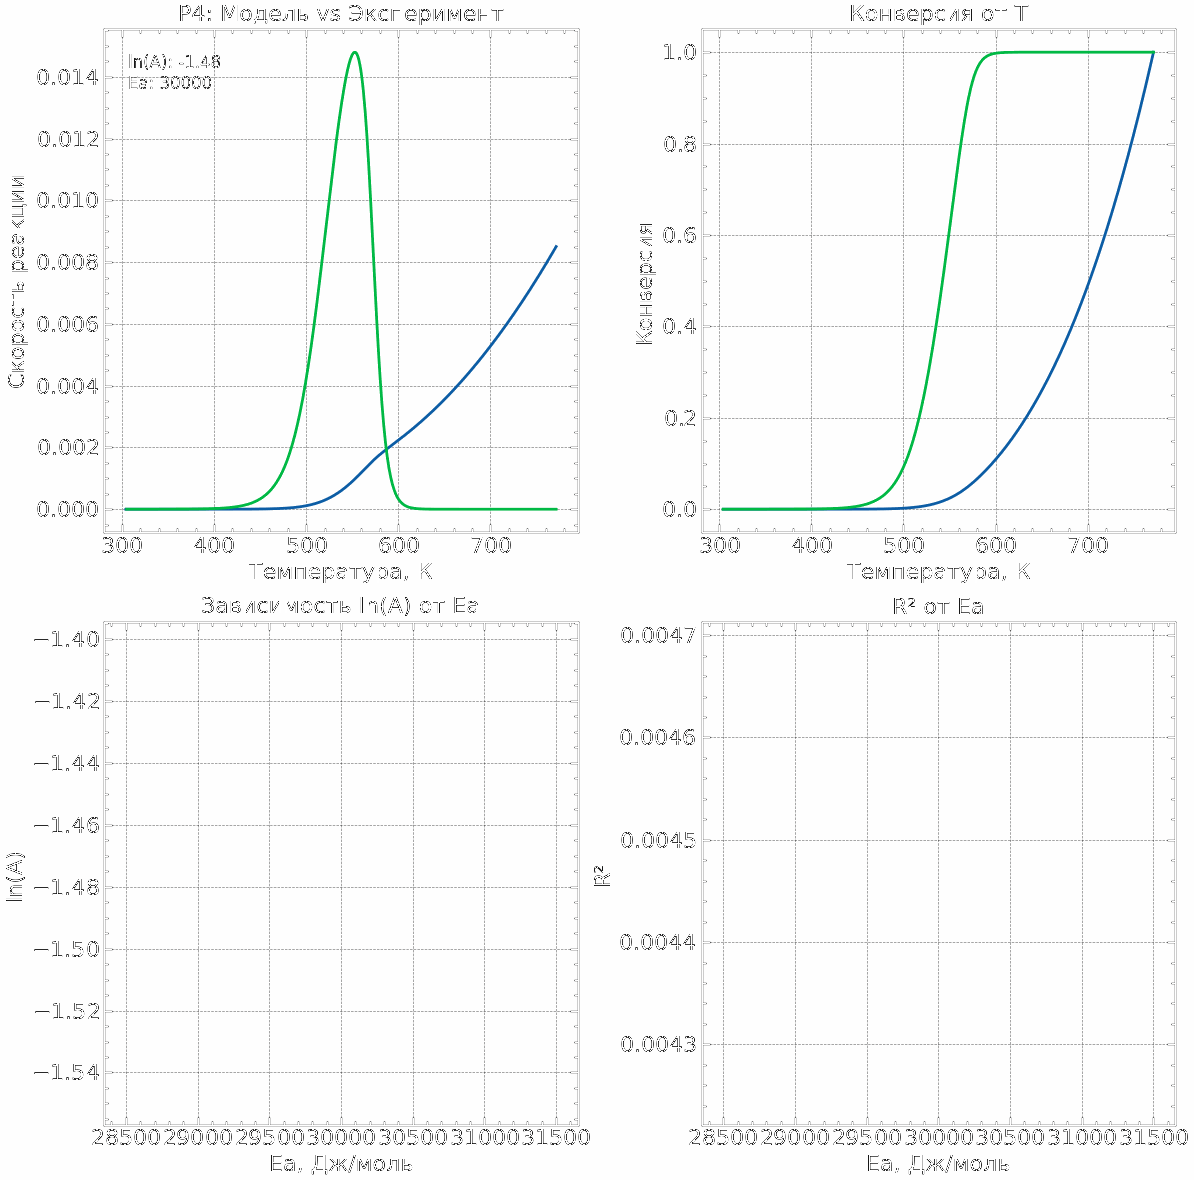 P4: Модель vs Эксперимент
ln(A): -1.48
Ea: 30000
Скорость реакции
0.014
0.012
0.010
0.008
0.006
0.004
0.002
0.000
300 400 500 600 700
Температура, К
Конверсия от Т
Конверсия
1.0
0.8
0.6
0.4
0.2
0.0
300 400 500 600 700
Температура, К
Зависимость ln(A) от Ea
ln(A)
−1.40
−1.42
−1.44
−1.46
−1.48
−1.50
−1.52
−1.54
28500 29000 29500 30000 30500 31000 31500
Ea, Дж/моль
R² от Ea
R²
0.0047
0.0046
0.0045
0.0044
0.0043
28500 29000 29500 30000 30500 31000 31500
Ea, Дж/моль